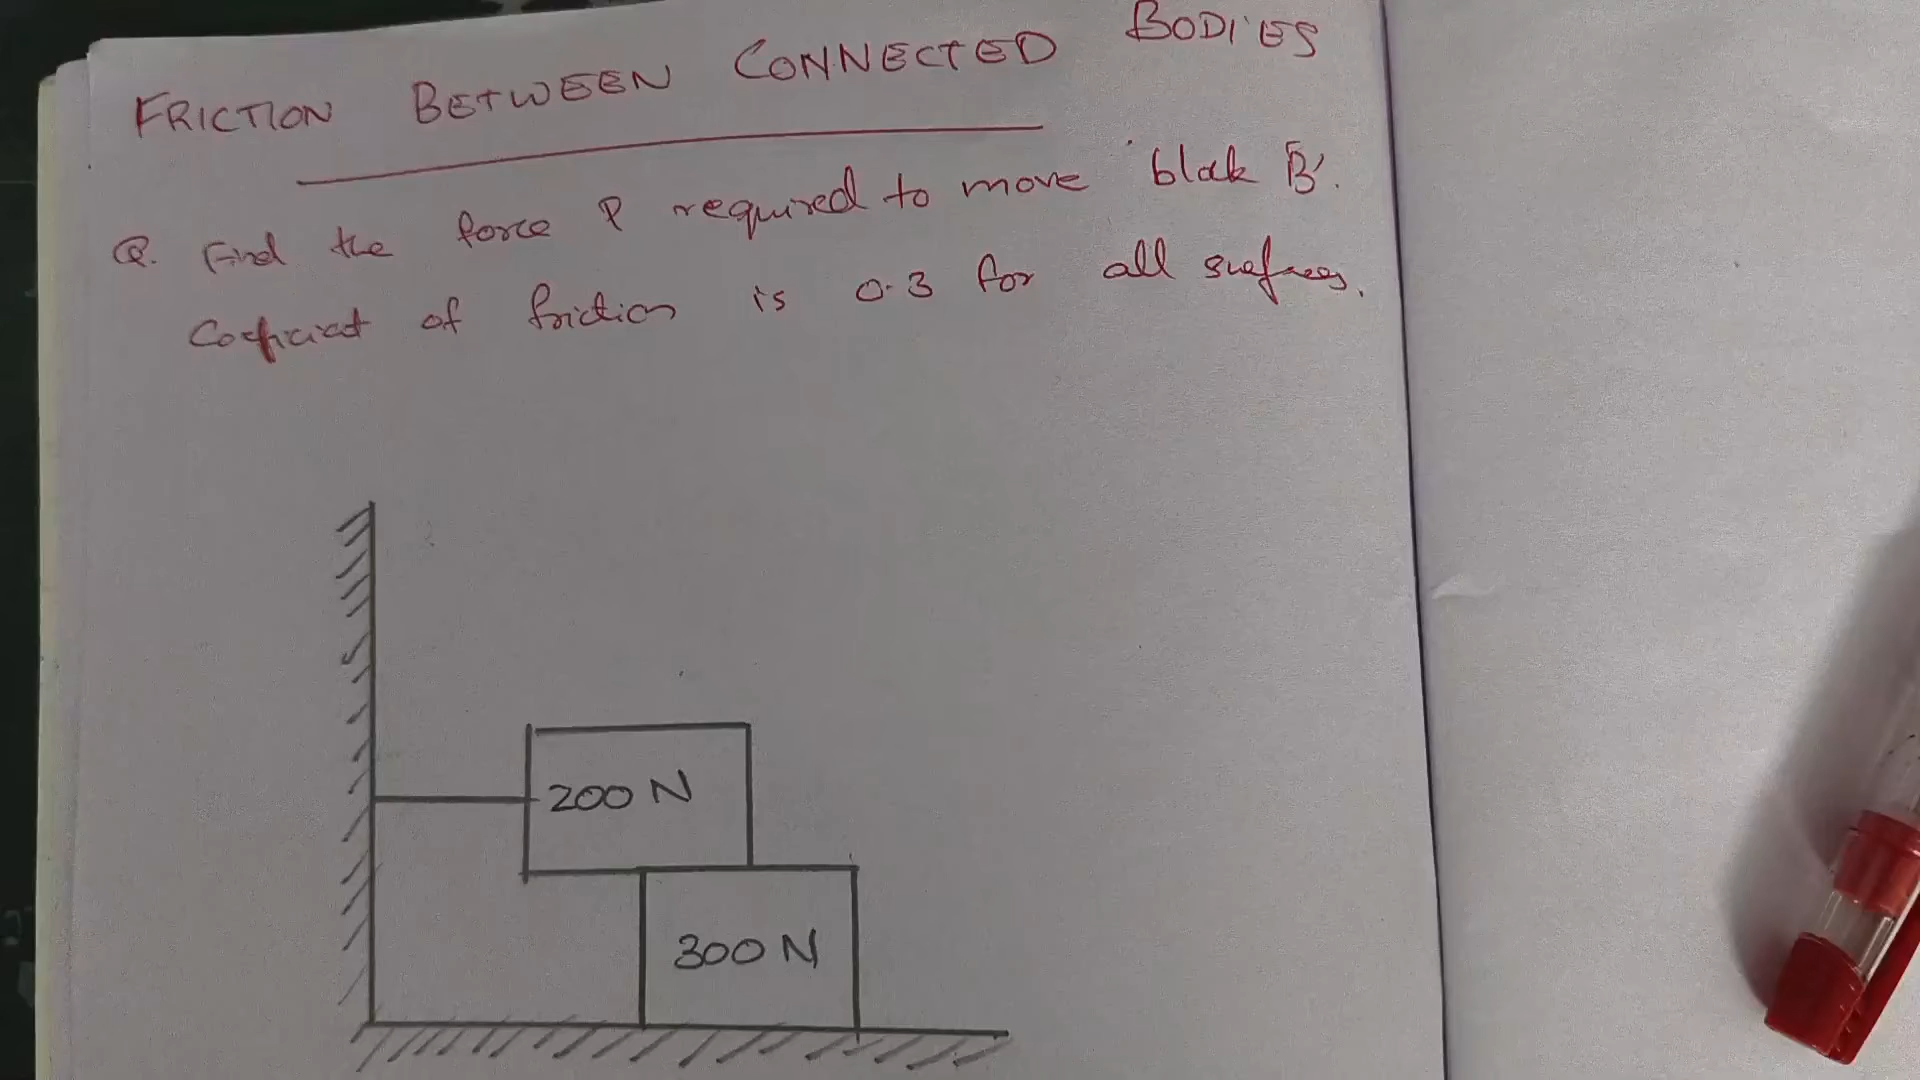 FRICTION BETWEEN CONNECTED BODIES
Q. Find the force P required to move block 'B'.
Coefficient of friction is 0.3 for all surfaces.
200 N
300 N